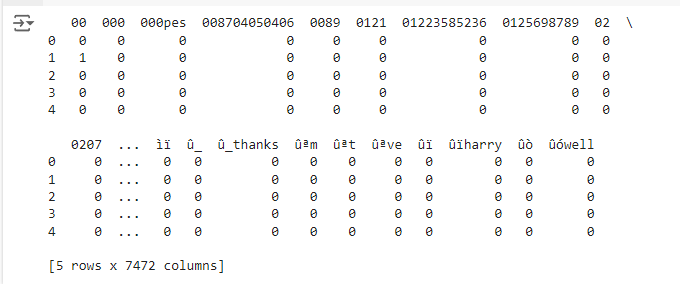 00 000 000pes 008704050406 0089 0121 01223585236 0125698789 02 \
0 0 0 0 0 0 0 0 0 0
1 1 0 0 0 0 0 0 0 0
2 0 0 0 0 0 0 0 0 0
3 0 0 0 0 0 0 0 0 0
4 0 0 0 0 0 0 0 0 0
0207 ... ìï û_ û_thanks ûªm ûªt ûªve ûï ûïharry ûò ûówell
0 0 ... 0 0 0 0 0 0 0 0 0 0
1 0 ... 0 0 0 0 0 0 0 0 0 0
2 0 ... 0 0 0 0 0 0 0 0 0 0
3 0 ... 0 0 0 0 0 0 0 0 0 0
4 0 ... 0 0 0 0 0 0 0 0 0 0
[5 rows x 7472 columns]